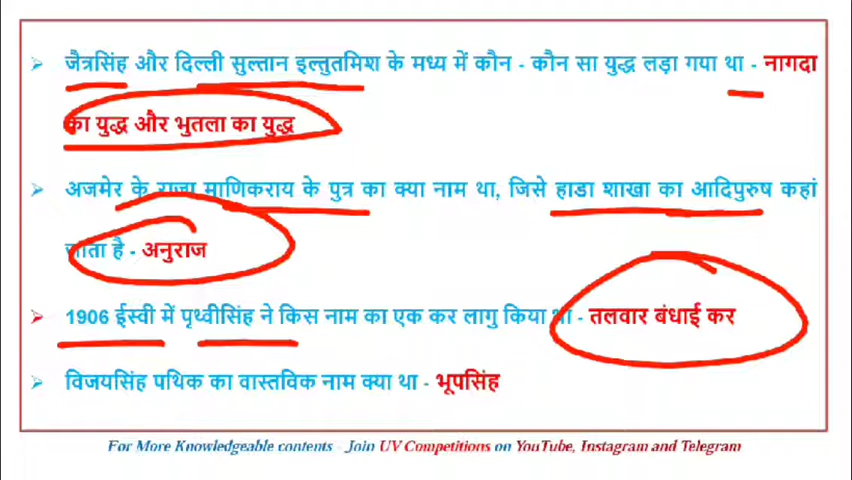 जैत्रसिंह और दिल्ली सुल्तान इल्तुतमिश के मध्य में कौन - कौन सा युद्ध लड़ा गया था - नागदा
का युद्ध और भुतला का युद्ध
अजमेर के राजा माणिकराय के पुत्र का क्या नाम था, जिसे हाडा शाखा का आदिपुरुष कहां
जाता है - अनुराज
1906 ईस्वी में पृथ्वीसिंह ने किस नाम का एक कर लागु किया था - तलवार बंधाई कर
विजयसिंह पथिक का वास्तविक नाम क्या था - भूपसिंह
For More Knowledgeable contents - Join UV Competitions on YouTube, Instagram and Telegram